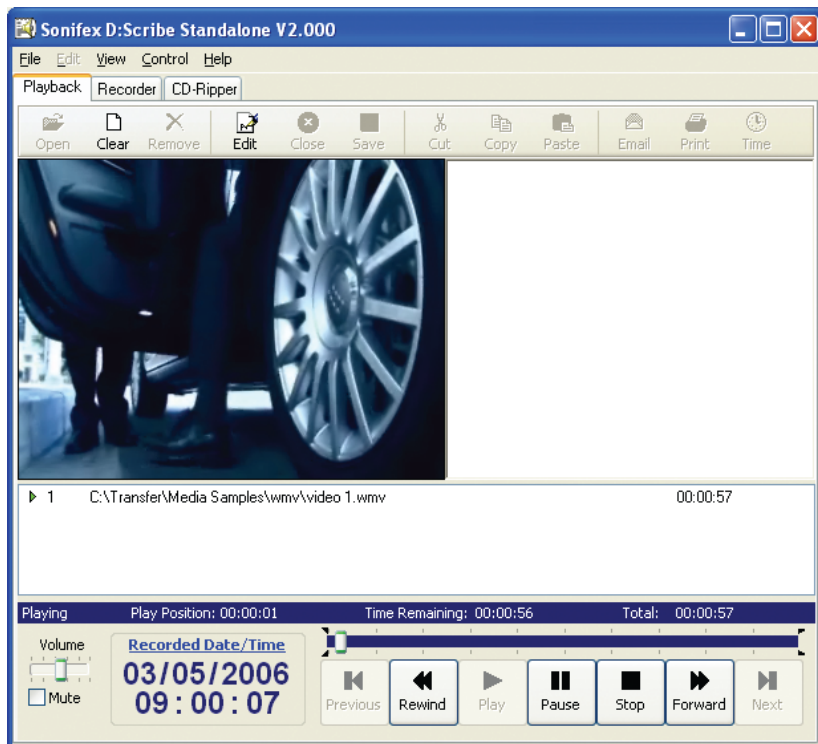 Sonifex D:Scribe Standalone V2.000
File Edit View Control Help
Playback Recorder CD-Ripper
Open Clear Remove Edit Close Save Cut Copy Paste Email Print Time
1 C:\Transfer\Media Samples\wmv\video 1.wmv 00:00:57
Playing Play Position: 00:00:01 Time Remaining: 00:00:56 Total: 00:00:57
Volume
Mute
Recorded Date/Time
03/05/2006
09 : 00 : 07
Previous Rewind Play Pause Stop Forward Next